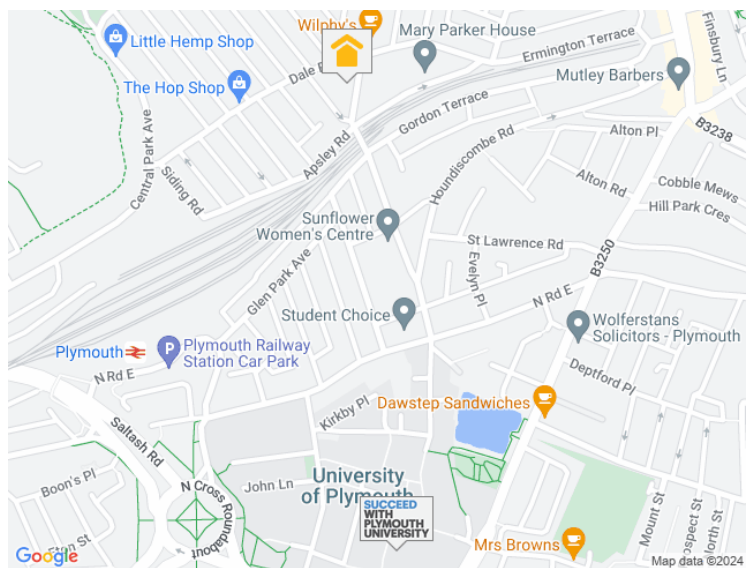 Wilphy's
Little Hemp Shop
Mary Parker House
Ermington Terrace
Finsbury Ln
Mutley Barbers
The Hop Shop
Gordon Terrace
Central Park Ave
Apsley Rd
Siding Rd
Houndiscombe Rd
Alton Pl
B3238
Alton Rd
Cobble Mews
Hill Park Cres
Sunflower
Women's Centre
St Lawrence Rd
B3250
Evelyn Pl
Glen Park Ave
N Rd E
Student Choice
Wolferstans
Solicitors - Plymouth
Plymouth
P
Plymouth Railway
Station Car Park
N Rd E
Deptford Pl
Dawstep Sandwiches
Kirkby Pl
Saltash Rd
Boon's Pl
John Ln
University
of Plymouth
N Cross Roundabout
SUCCEED
WITH
PLYMOUTH
UNIVERSITY
Mount St
Mrs Browns
Google
Map data ©2024